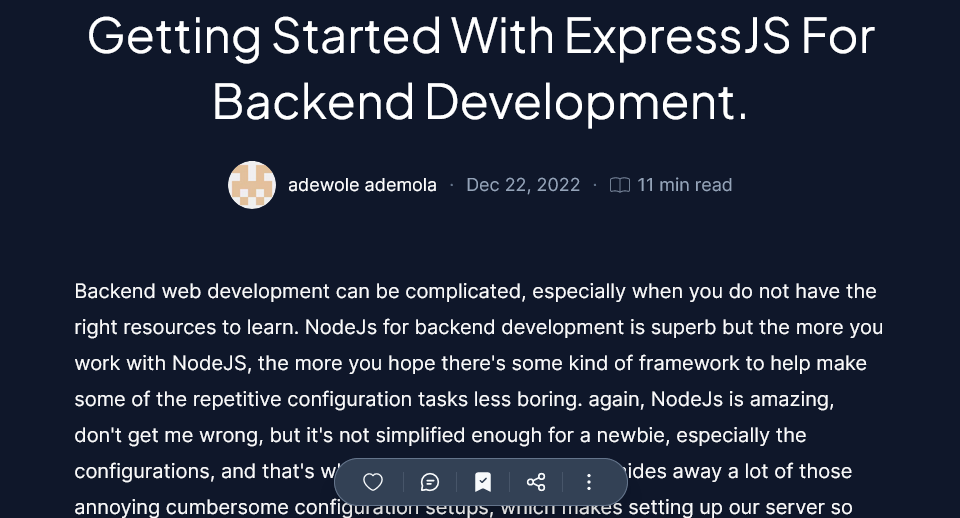 Getting Started With ExpressJS For
Backend Development.
adewole ademola · Dec 22, 2022 · 11 min read
Backend web development can be complicated, especially when you do not have the
right resources to learn. NodeJs for backend development is superb but the more you
work with NodeJS, the more you hope there's some kind of framework to help make
some of the repetitive configuration tasks less boring. again, NodeJs is amazing,
don't get me wrong, but it's not simplified enough for a newbie, especially the
configurations, and that's away a lot of those
annoying cumbersome configuration setups, which makes setting up our server so